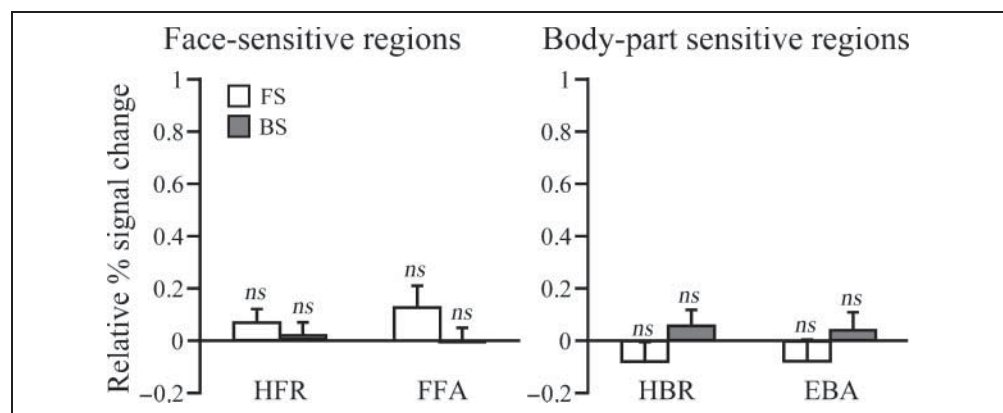 Face-sensitive regions
Body-part sensitive regions
Relative % signal change
1
0.8
0.6
0.4
0.2
0
−0,2
FS
BS
ns
ns
ns
ns
HFR
FFA
1
0.8
0.6
0.4
0.2
0
−0.2
ns
ns
ns
ns
HBR
EBA